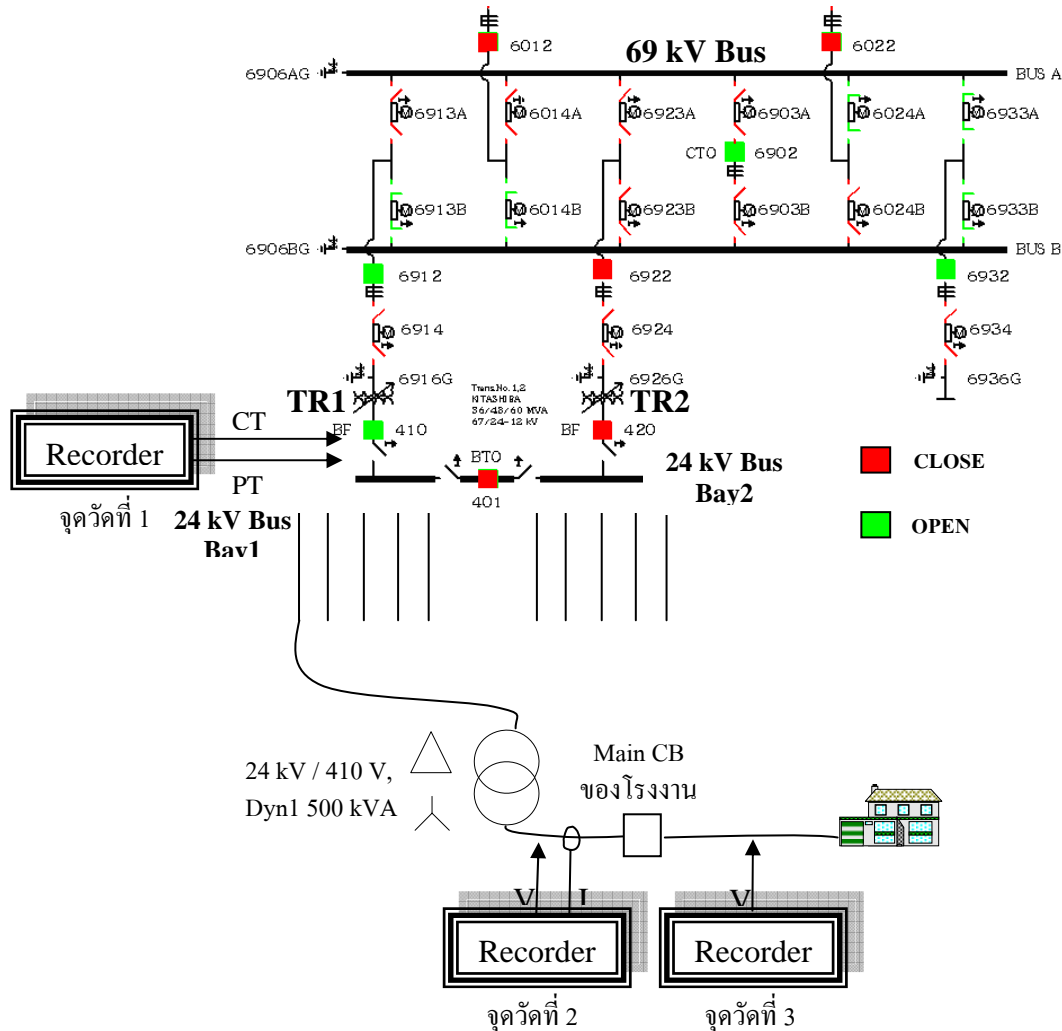 6012
6022
69 kV Bus
6906AG
BUS A
6913A
6014A
6923A
6903A
6024A
6933A
CTO
6902
6913B
6014B
6923B
6903B
6024B
6933B
6906BG
BUS B
6912
6922
6932
6914
6924
6934
6916G
6926G
6936G
TR1
Trans.No. 1,2
NITASHIBA
36/48/60 MVA
67/24-12 kV
TR2
BF
410
BF
420
CT
Recorder
PT
BTO
401
24 kV Bus
Bay2
CLOSE
OPEN
จุดวัดที่ 1
24 kV Bus
Bay1
24 kV / 410 V,
Dyn1 500 kVA
Main CB
ของโรงงาน
V
I
V
Recorder
Recorder
จุดวัดที่ 2
จุดวัดที่ 3